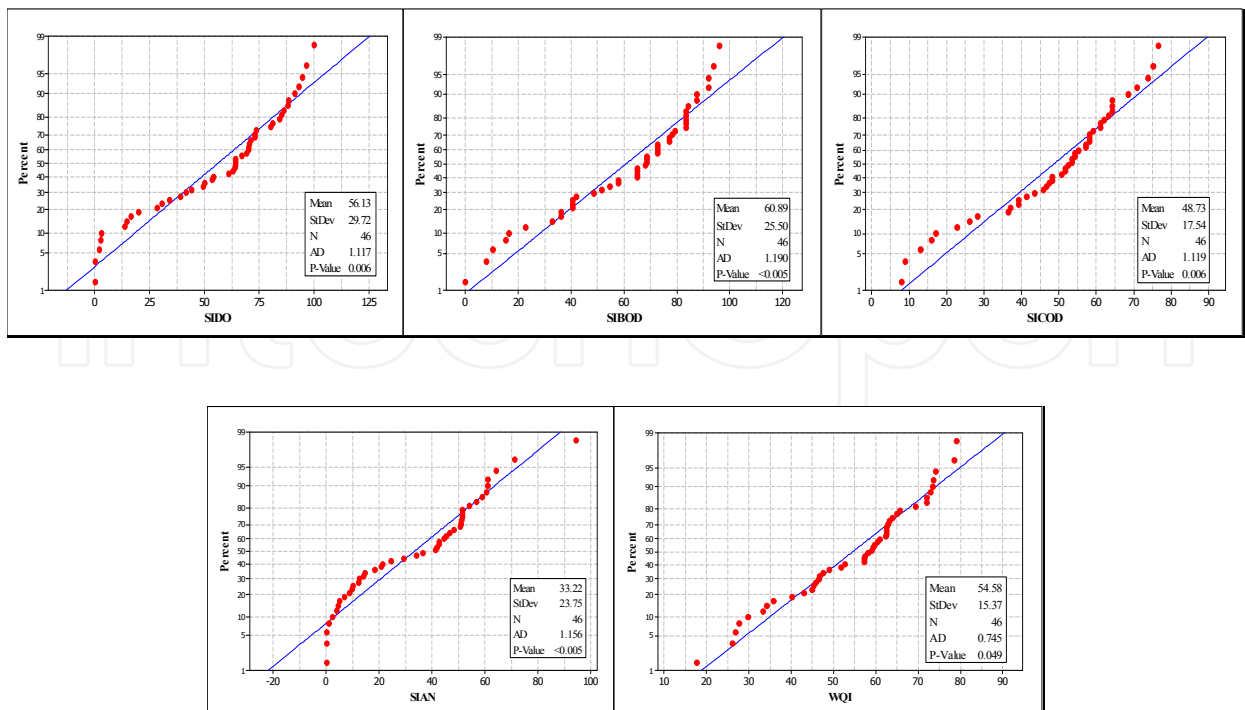 99
95
90
80
70
60
50
40
30
20
10
5
1
Percent
Mean 56.13
StDev 29.72
N 46
AD 1.117
P-Value 0.006
0 25 50 75 100 125
SIDO
99
95
90
80
70
60
50
40
30
20
10
5
1
Percent
Mean 60.89
StDev 25.50
N 46
AD 1.190
P-Value <0.005
0 20 40 60 80 100 120
SIBOD
99
95
90
80
70
60
50
40
30
20
10
5
1
Percent
Mean 48.73
StDev 17.54
N 46
AD 1.119
P-Value 0.006
0 10 20 30 40 50 60 70 80 90
SICOD
intechopen
99
95
90
80
70
60
50
40
30
20
10
5
1
Percent
Mean 33.22
StDev 23.75
N 46
AD 1.156
P-Value <0.005
-20 0 20 40 60 80 100
SIAN
99
95
90
80
70
60
50
40
30
20
10
5
1
Percent
Mean 54.58
StDev 15.37
N 46
AD 0.745
P-Value 0.049
10 20 30 40 50 60 70 80 90
WQI